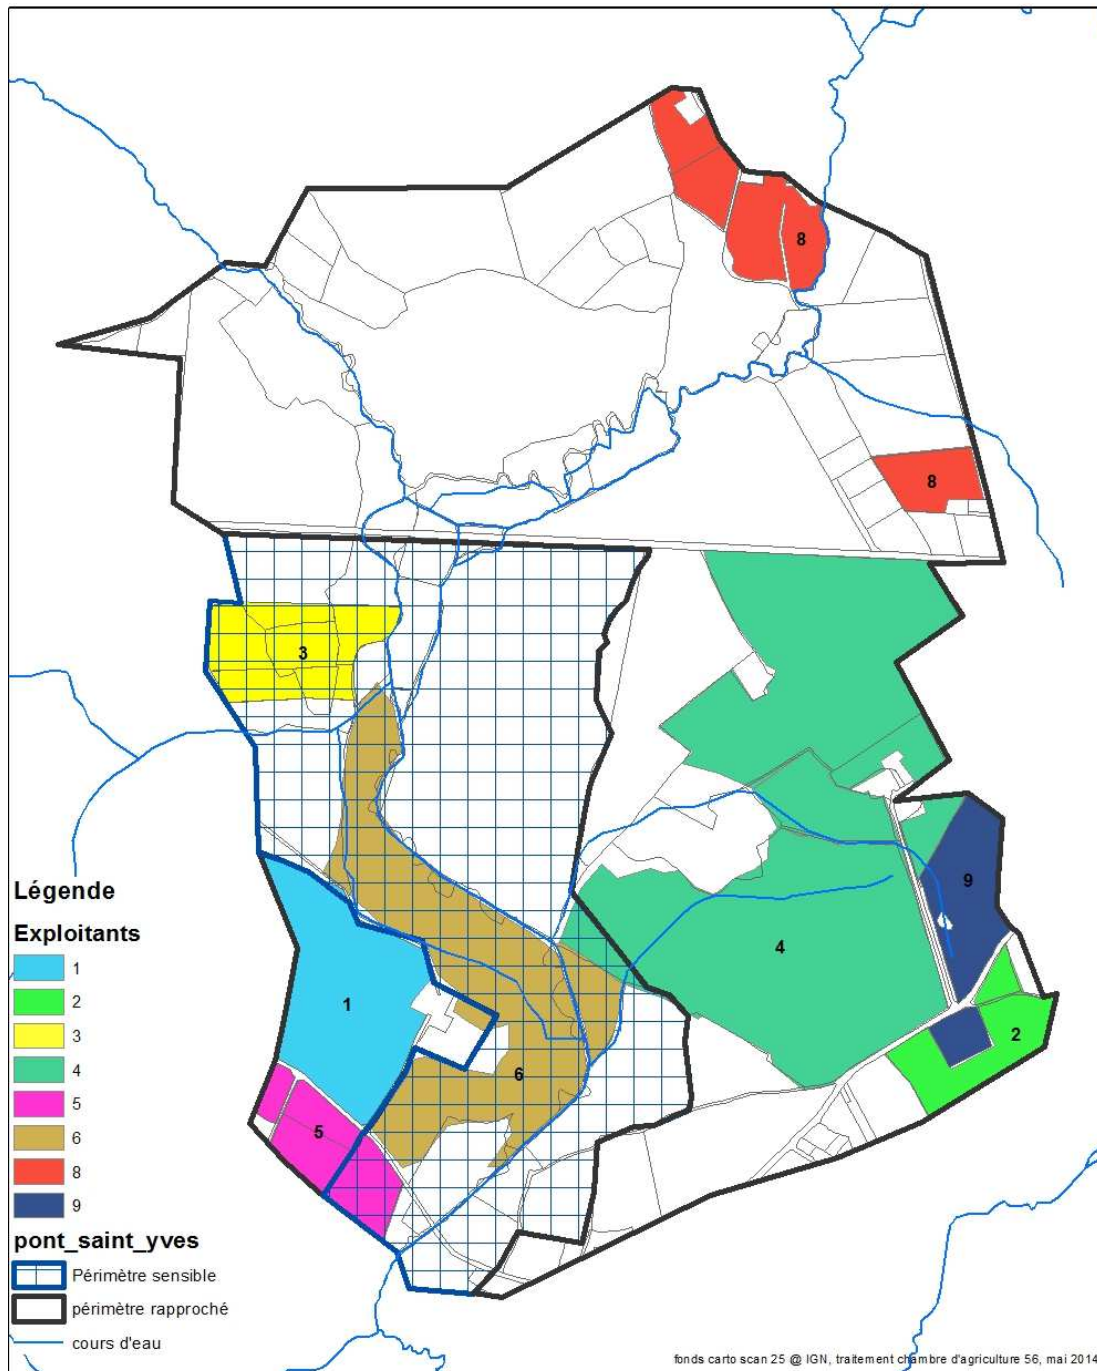 8
8
3
9
4
1
2
6
5
Légende
Exploitants
1
2
3
4
5
6
8
9
pont_saint_yves
Périmètre sensible
périmètre rapproché
cours d'eau
fonds carto scan 25 @ IGN, traitement chambre d'agriculture 56, mai 2014